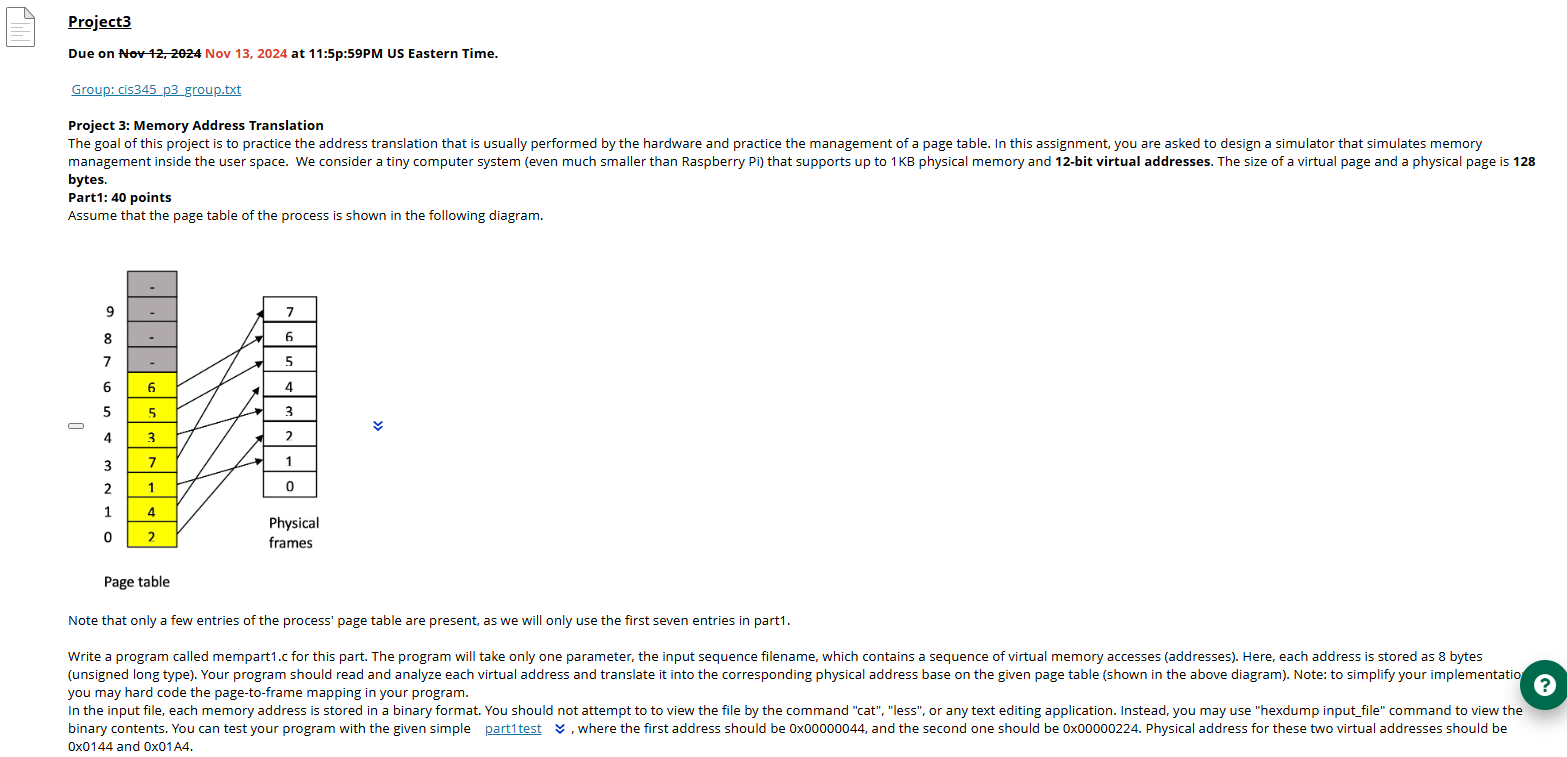 Project3
Due on Nov 12, 2024 Nov 13, 2024 at 11:5p:59PM US Eastern Time.
Group: cis345_p3_group.txt
Project 3: Memory Address Translation
The goal of this project is to practice the address translation that is usually performed by the hardware and practice the management of a page table. In this assignment, you are asked to design a simulator that simulates memory
management inside the user space.  We consider a tiny computer system (even much smaller than Raspberry Pi) that supports up to 1KB physical memory and 12-bit virtual addresses. The size of a virtual page and a physical page is 128
bytes.
Part1: 40 points
Assume that the page table of the process is shown in the following diagram.
-
9 - 7
8 - 6
7 - 5
6 6 4
5 5 3
4 3 2
3 7 1
2 1 0
1 4
0 2
Physical
frames
Page table
Note that only a few entries of the process' page table are present, as we will only use the first seven entries in part1.
Write a program called mempart1.c for this part. The program will take only one parameter, the input sequence filename, which contains a sequence of virtual memory accesses (addresses). Here, each address is stored as 8 bytes
(unsigned long type). Your program should read and analyze each virtual address and translate it into the corresponding physical address base on the given page table (shown in the above diagram). Note: to simplify your implementatio
you may hard code the page-to-frame mapping in your program.
In the input file, each memory address is stored in a binary format. You should not attempt to to view the file by the command "cat", "less", or any text editing application. Instead, you may use "hexdump input_file" command to view the
binary contents. You can test your program with the given simple part1test , where the first address should be 0x00000044, and the second one should be 0x00000224. Physical address for these two virtual addresses should be
0x0144 and 0x01A4.
?